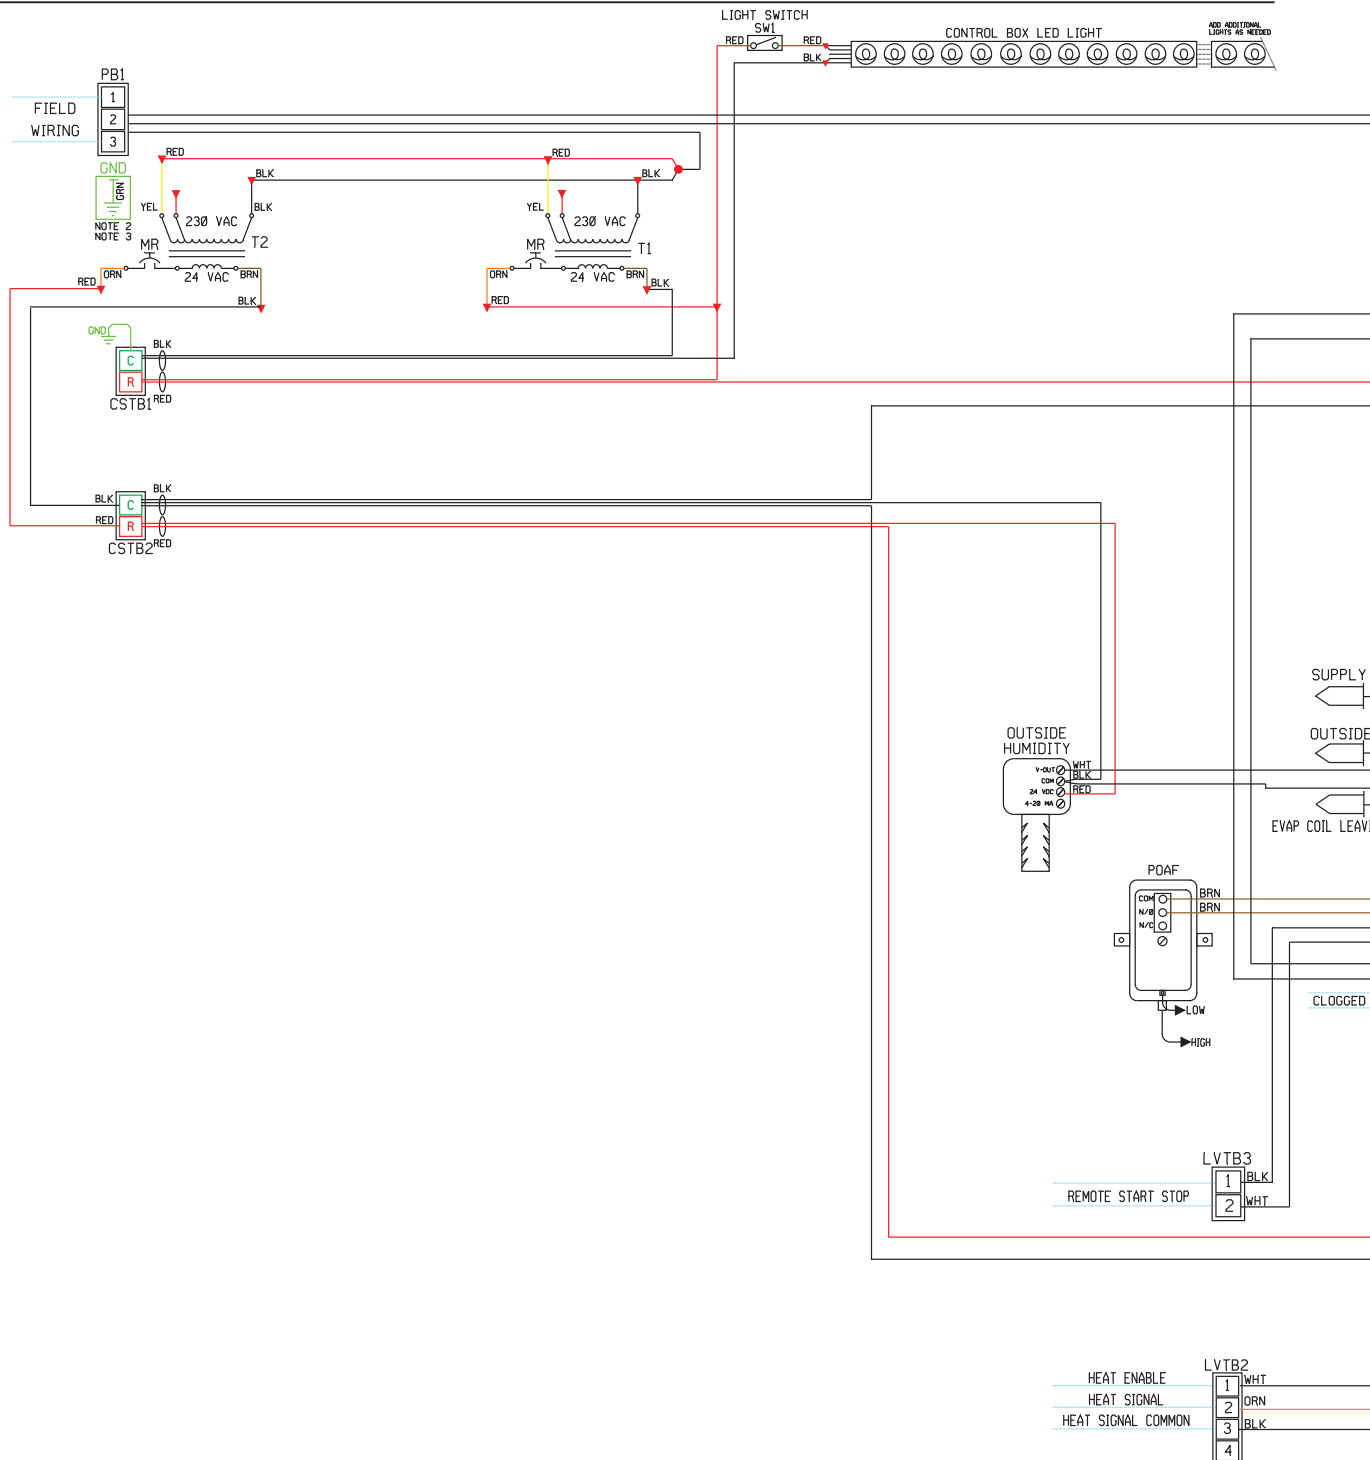 LIGHT SWITCH
SW1
RED
RED
BLK
CONTROL BOX LED LIGHT
ADD ADDITIONAL
LIGHTS AS NEEDED
PB1
1
2
3
FIELD
WIRING
GND
GRN
NOTE 2
NOTE 3
RED
BLK
YEL
BLK
230 VAC
T2
MR
ORN
24 VAC
BRN
RED
BLK
RED
BLK
YEL
230 VAC
T1
MR
ORN
24 VAC
BRN
BLK
RED
GND
BLK
C
R
RED
CSTB1
BLK
BLK
C
RED
R
RED
CSTB2
SUPPLY
OUTSIDE
EVAP COIL LEAVI
OUTSIDE
HUMIDITY
V-OUT
COM
24 VDC
4-20 MA
WHT
BLK
RED
POAF
COM
N/O
N/C
BRN
BRN
LOW
HIGH
CLOGGED
LVTB3
1
2
BLK
WHT
REMOTE START STOP
LVTB2
HEAT ENABLE
1
WHT
HEAT SIGNAL
2
ORN
HEAT SIGNAL COMMON
3
BLK
4